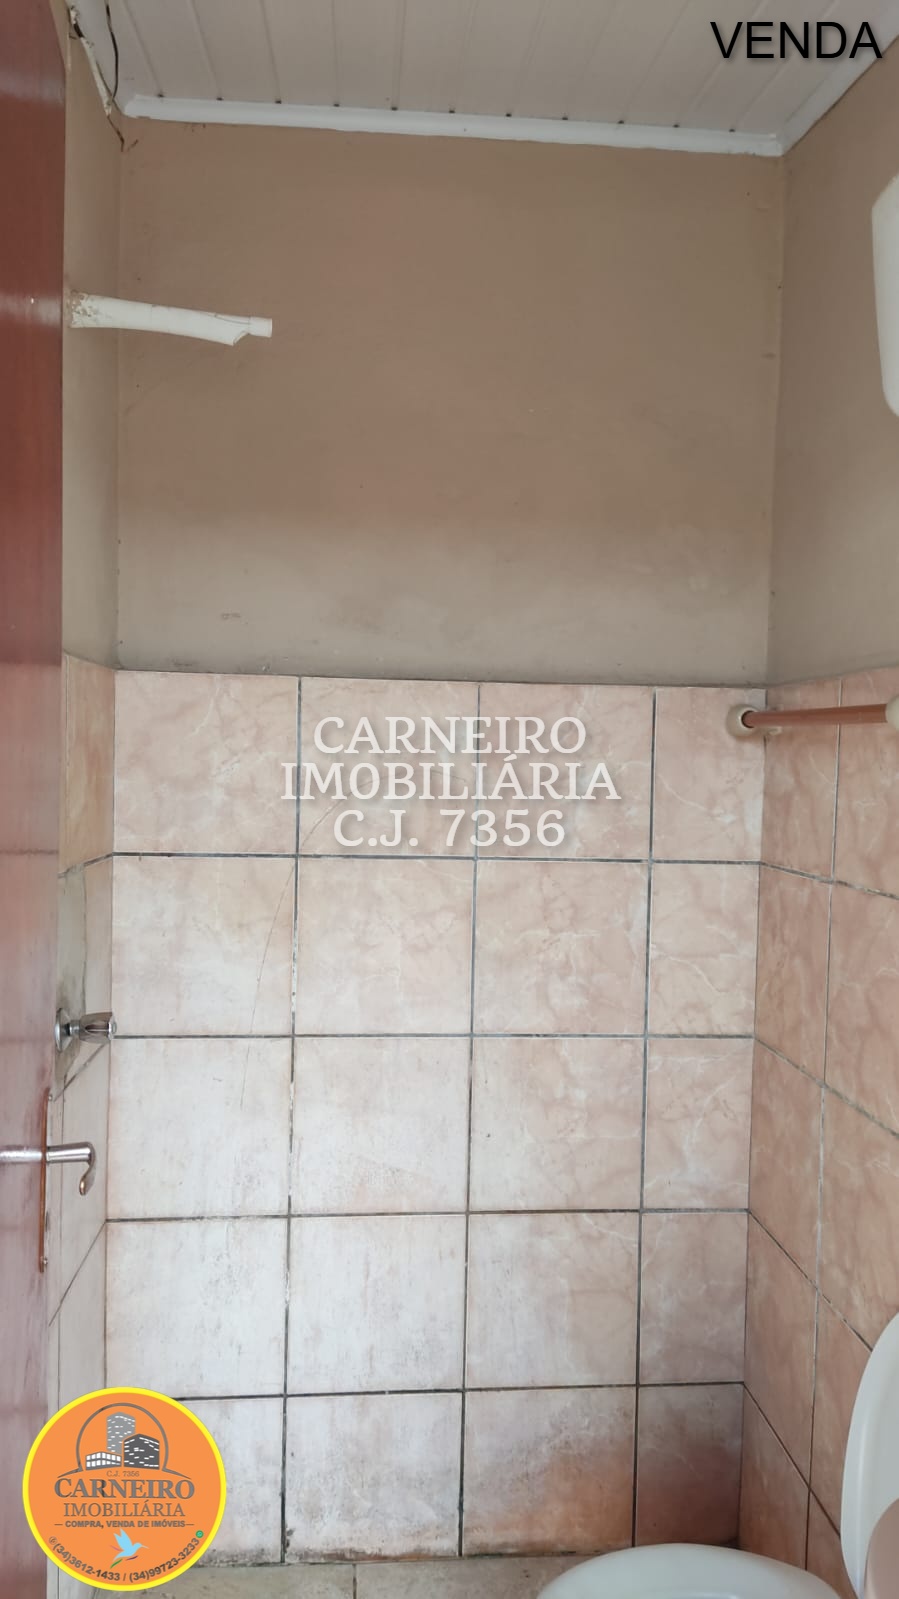 VENDA
CARNEIRO
IMOBILIÁRIA
C.J. 7356
C.J. 7356
CARNEIRO
IMOBILIÁRIA
COMPRA, VENDA DE IMÓVEIS
(34)3612-1433 / (34)99723-3233